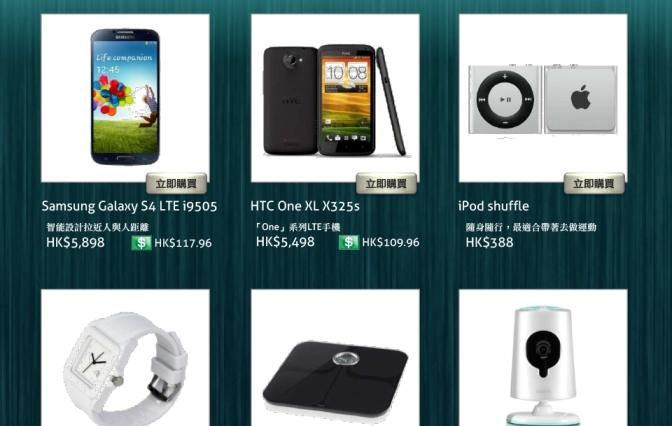 SAMSUNG
Life companion
12:45
立即購買
立即購買
立即購買
Samsung Galaxy S4 LTE i9505
HTC One XL X325s
iPod shuffle
智能設計拉近人與人距離
「One」系列LTE手機
隨身隨行，最適合帶著去做運動
HK$5,898
$ HK$117.96
HK$5,498
$ HK$109.96
HK$388